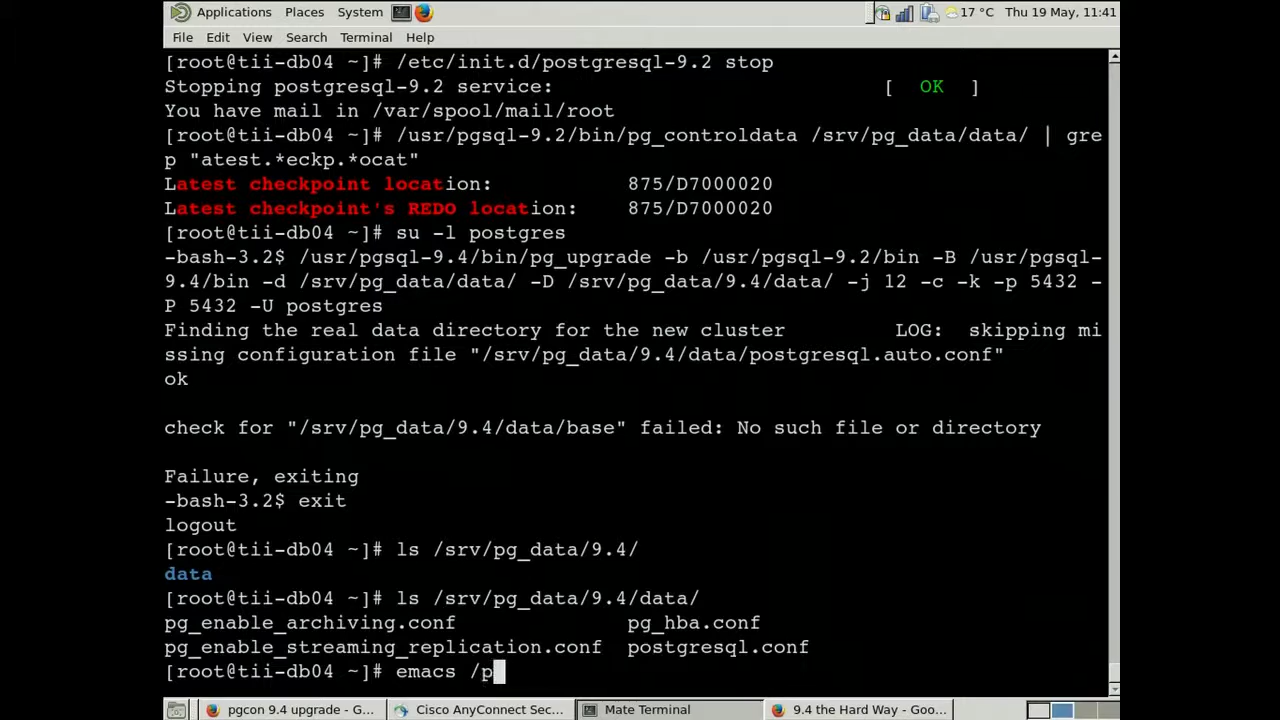 Applications Places System 17 °C Thu 19 May, 11:41
File Edit View Search Terminal Help
[root@tii-db04 ~]# /etc/init.d/postgresql-9.2 stop
Stopping postgresql-9.2 service: [ OK ]
You have mail in /var/spool/mail/root
[root@tii-db04 ~]# /usr/pgsql-9.2/bin/pg_controldata /srv/pg_data/data/ | gre
p "atest.*eckp.*ocat"
Latest checkpoint location: 875/D7000020
Latest checkpoint's REDO location: 875/D7000020
[root@tii-db04 ~]# su -l postgres
-bash-3.2$ /usr/pgsql-9.4/bin/pg_upgrade -b /usr/pgsql-9.2/bin -B /usr/pgsql-
9.4/bin -d /srv/pg_data/data/ -D /srv/pg_data/9.4/data/ -j 12 -c -k -p 5432 -
P 5432 -U postgres
Finding the real data directory for the new cluster LOG: skipping mi
ssing configuration file "/srv/pg_data/9.4/data/postgresql.auto.conf"
ok
check for "/srv/pg_data/9.4/data/base" failed: No such file or directory
Failure, exiting
-bash-3.2$ exit
logout
[root@tii-db04 ~]# ls /srv/pg_data/9.4/
data
[root@tii-db04 ~]# ls /srv/pg_data/9.4/data/
pg_enable_archiving.conf pg_hba.conf
pg_enable_streaming_replication.conf postgresql.conf
[root@tii-db04 ~]# emacs /p
pgcon 9.4 upgrade - G... Cisco AnyConnect Sec... Mate Terminal 9.4 the Hard Way - Goo...